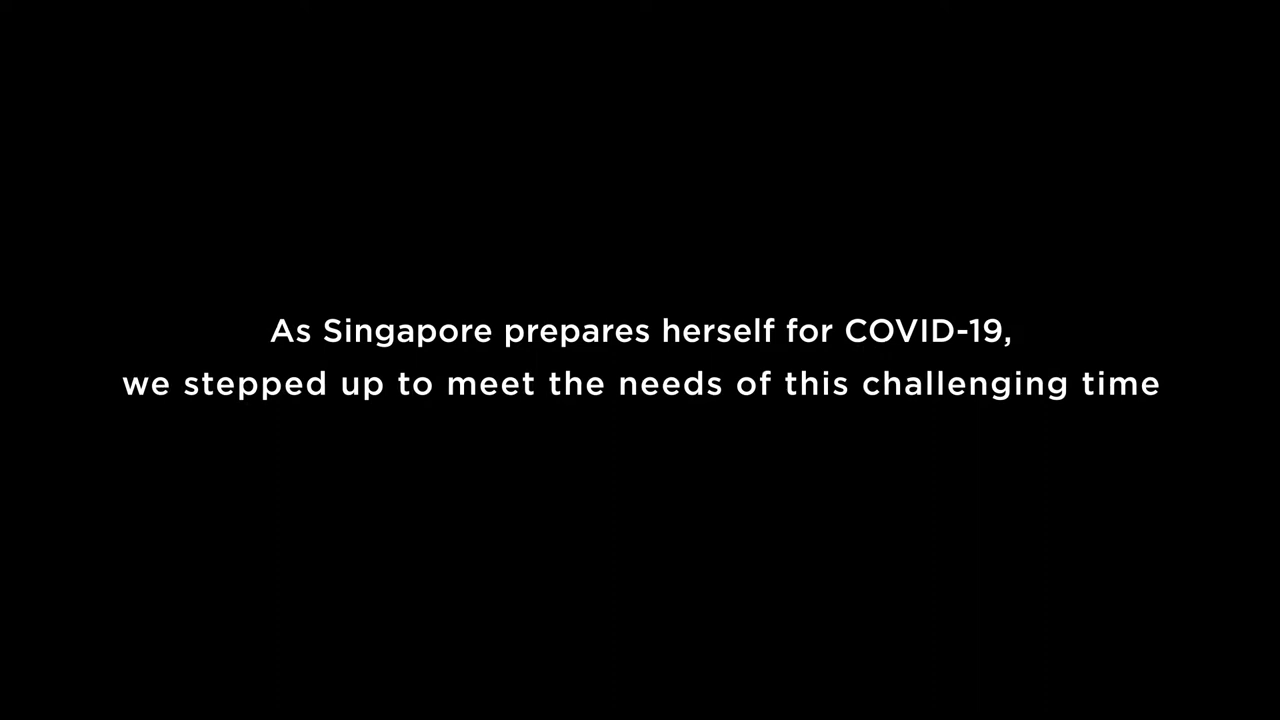 As Singapore prepares herself for COVID-19,
we stepped up to meet the needs of this challenging time